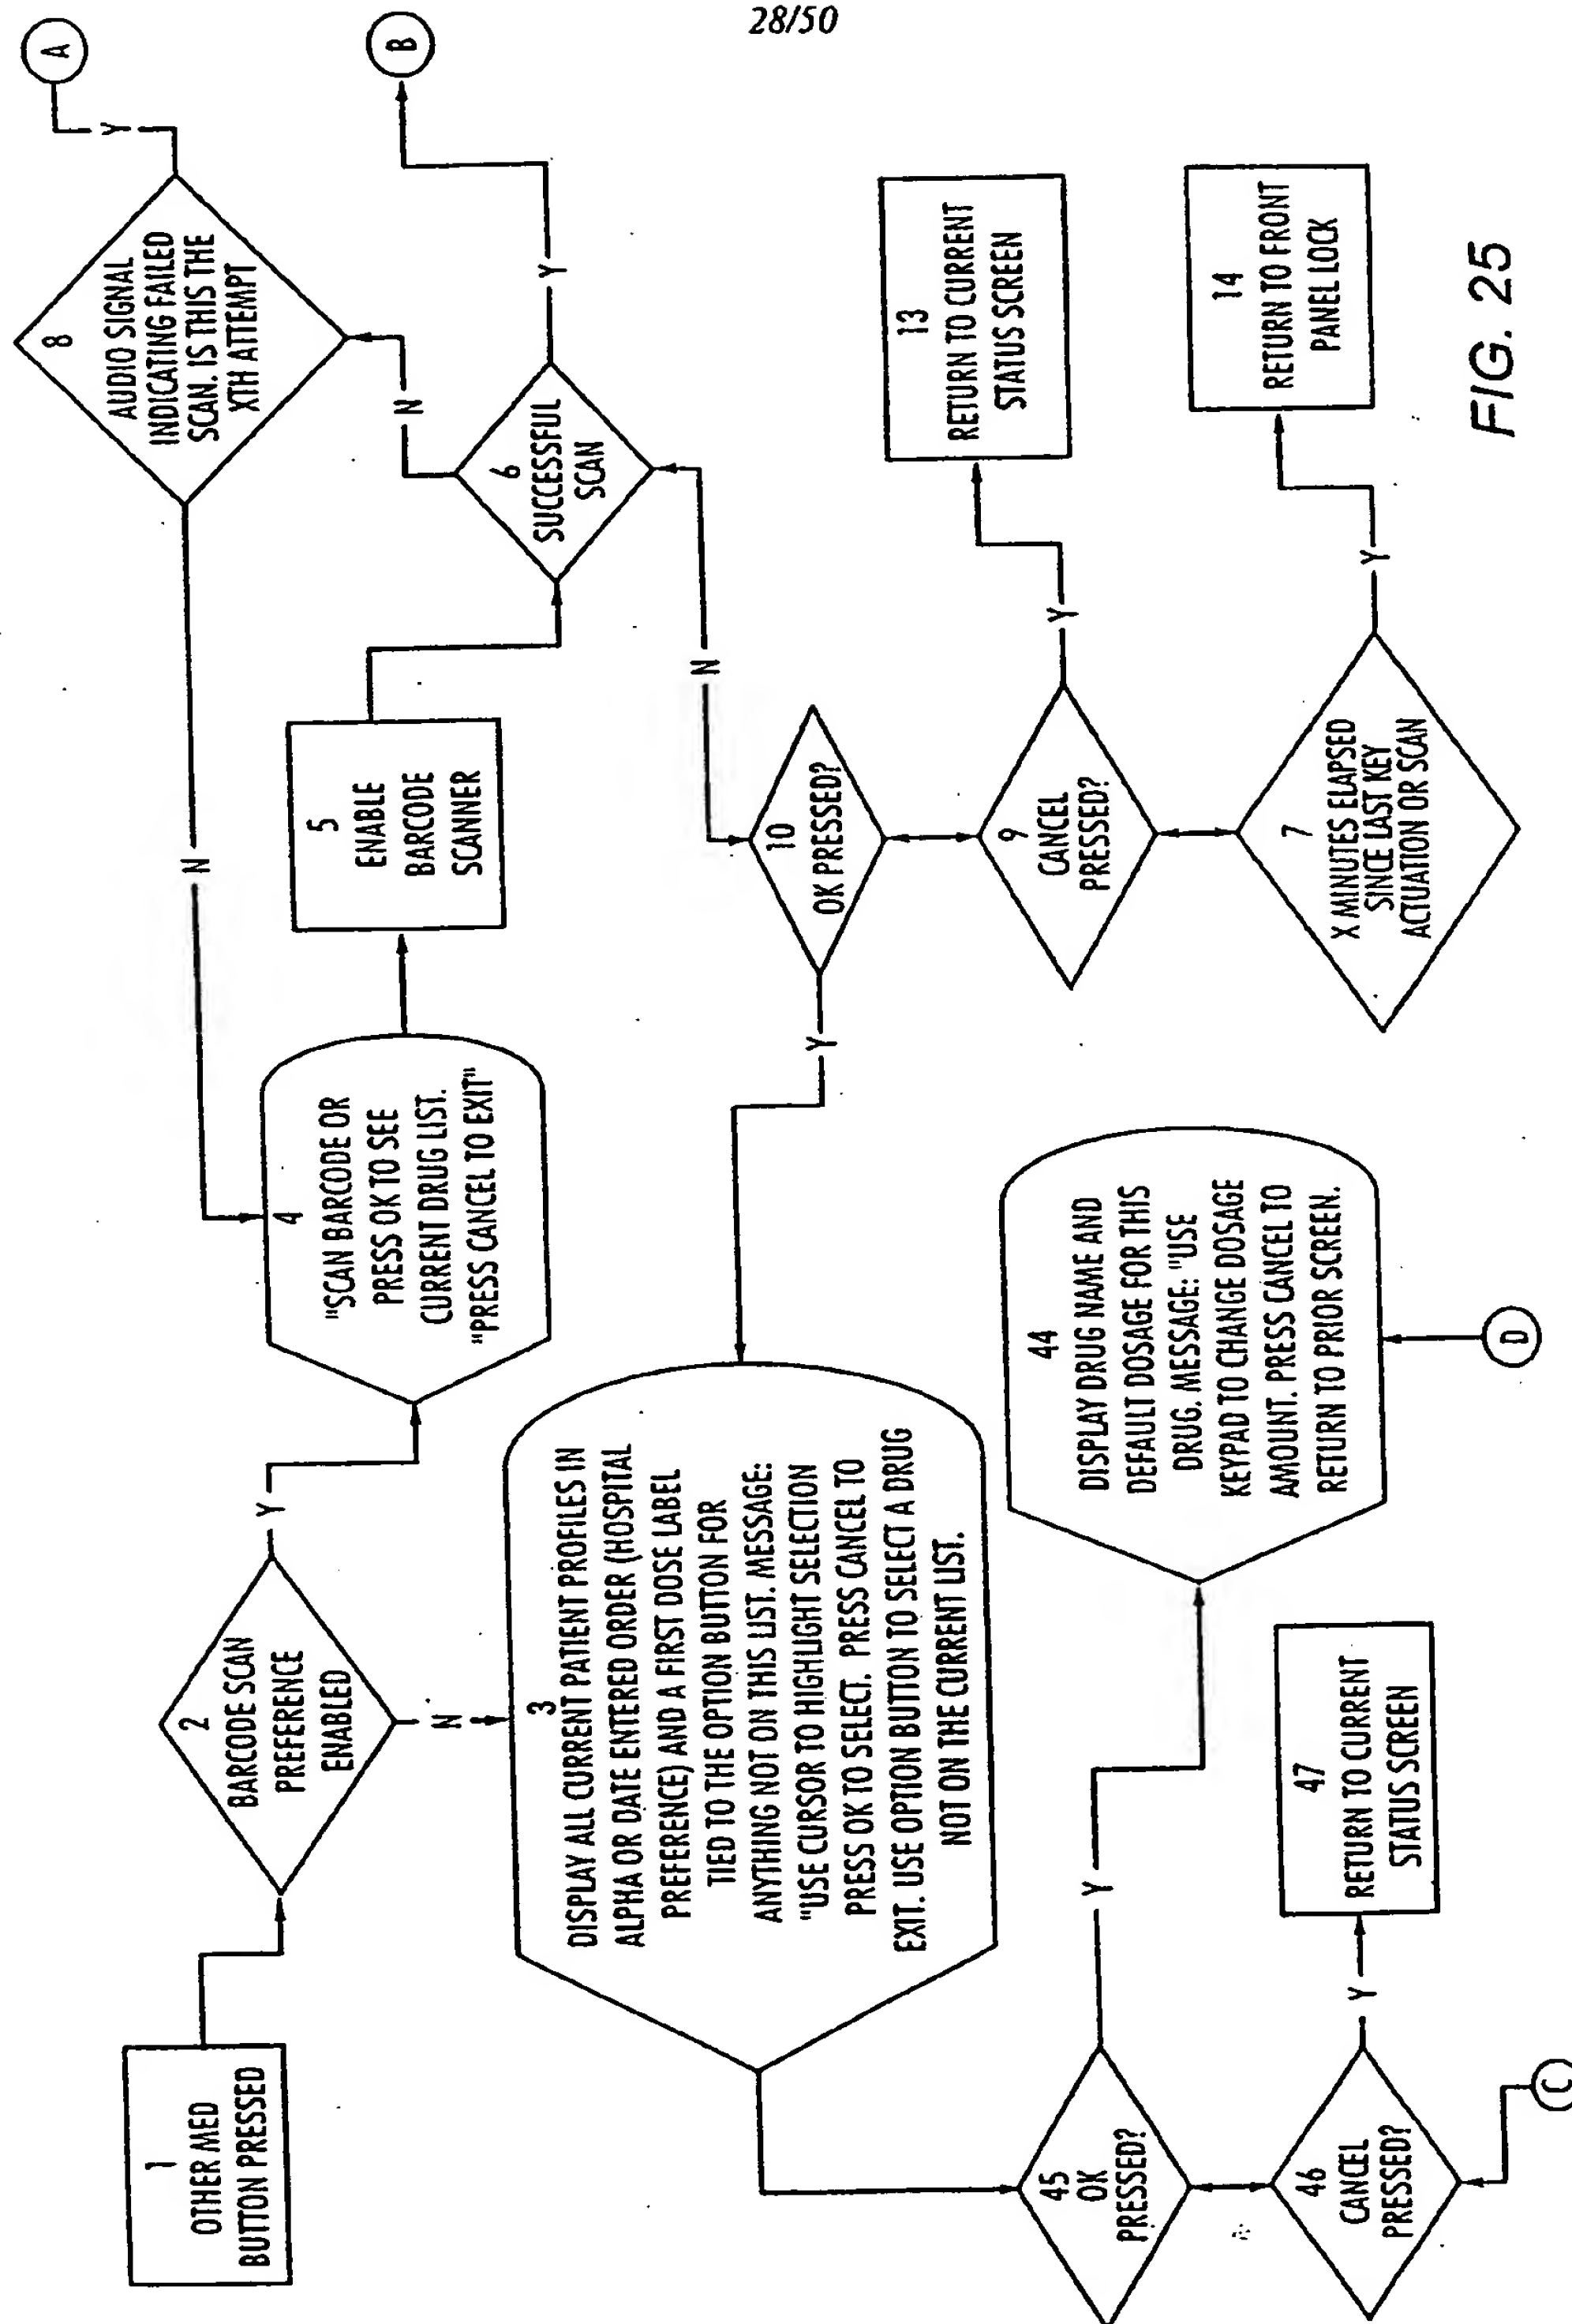 28/50
1
OTHER MED
BUTTON PRESSED
2
BARCODE SCAN
PREFERENCE
ENABLED
Y
N
"SCAN BARCODE OR
4
PRESS OK TO SEE
CURRENT DRUG LIST.
"PRESS CANCEL TO EXIT"
5
ENABLE
BARCODE
SCANNER
6
SUCCESSFUL
SCAN
N
Y
8
AUDIO SIGNAL
INDICATING FAILED
SCAN. IS THIS THE
XTH ATTEMPT
N
Y
A
B
3
DISPLAY ALL CURRENT PATIENT PROFILES IN
ALPHA OR DATE ENTERED ORDER (HOSPITAL
PREFERENCE) AND A FIRST DOSE LABEL
TIED TO THE OPTION BUTTON FOR
ANYTHING NOT ON THIS LIST. MESSAGE:
"USE CURSOR TO HIGHLIGHT SELECTION
PRESS OK TO SELECT. PRESS CANCEL TO
EXIT. USE OPTION BUTTON TO SELECT A DRUG
NOT ON THE CURRENT LIST.
N
10
OK PRESSED?
Y
9
CANCEL
PRESSED?
Y
13
RETURN TO CURRENT
STATUS SCREEN
7
X MINUTES ELAPSED
SINCE LAST KEY
ACTUATION OR SCAN
Y
14
RETURN TO FRONT
PANEL LOCK
45
OK
PRESSED?
Y
44
DISPLAY DRUG NAME AND
DEFAULT DOSAGE FOR THIS
DRUG. MESSAGE: "USE
KEYPAD TO CHANGE DOSAGE
AMOUNT. PRESS CANCEL TO
RETURN TO PRIOR SCREEN.
D
46
CANCEL
PRESSED?
Y
47
RETURN TO CURRENT
STATUS SCREEN
C
FIG. 25